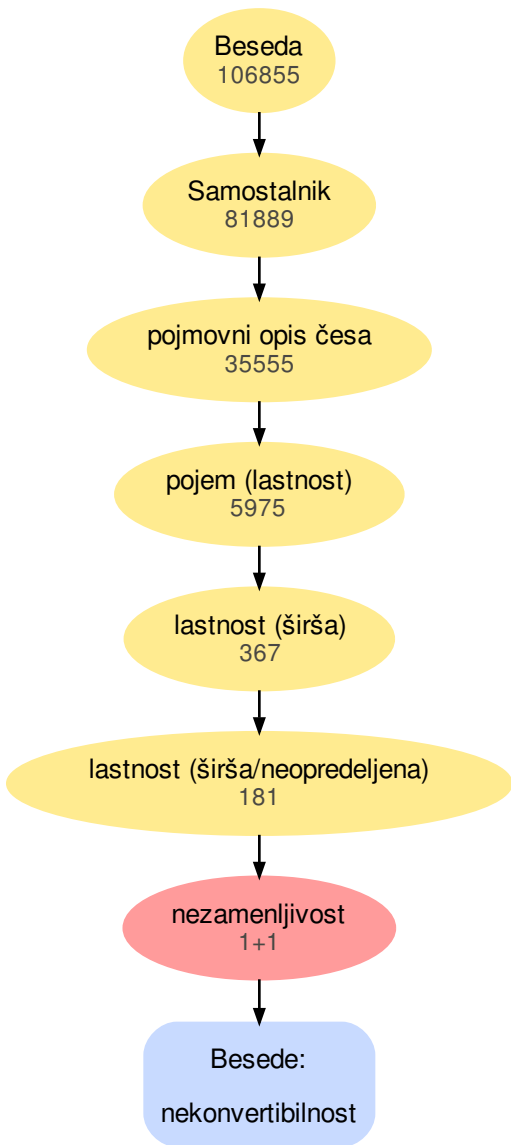 Beseda
106855
Samostalnik
81889
pojmovni opis česa
35555
pojem (lastnost)
5975
lastnost (širša)
367
lastnost (širša/neopredeljena)
181
nezamenljivost
1+1
Besede:
nekonvertibilnost